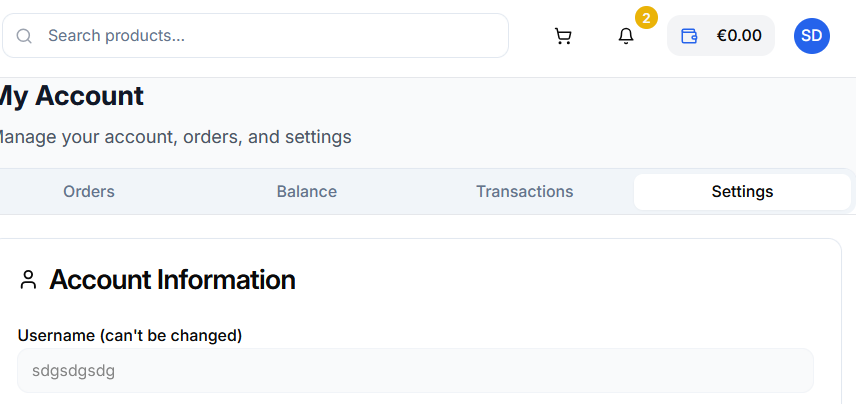 Search products...
2
€0.00
SD
My Account
Manage your account, orders, and settings
Orders
Balance
Transactions
Settings
Account Information
Username (can't be changed)
sdgsdgsdg